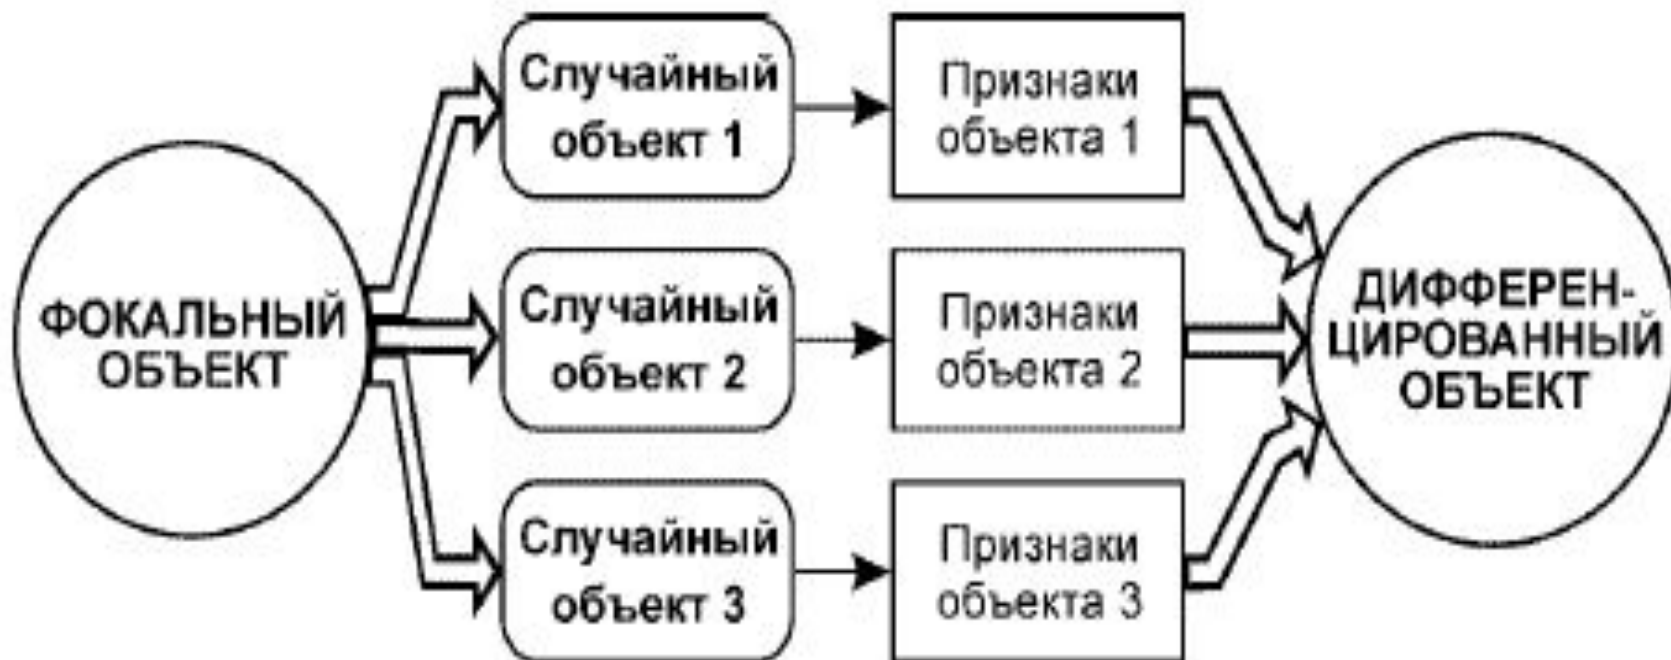 ФОКАЛЬНЫЙ
ОБЪЕКТ
Случайный
объект 1
Признаки
объекта 1
Случайный
объект 2
Признаки
объекта 2
Случайный
объект 3
Признаки
объекта 3
ДИФФЕРЕН-
ЦИРОВАННЫЙ
ОБЪЕКТ